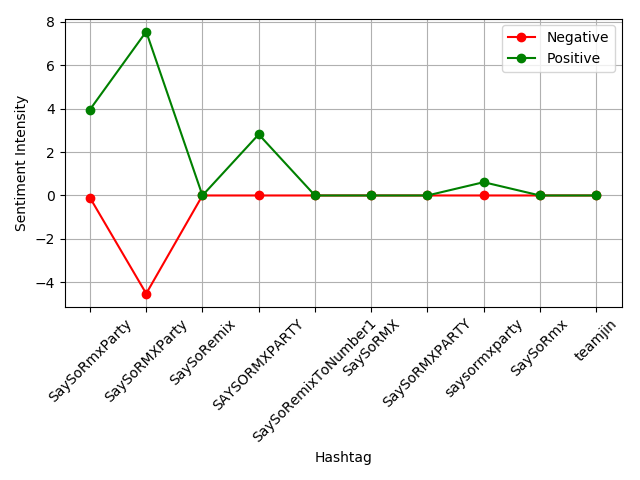 8
6
4
2
0
−2
−4
Sentiment Intensity
Negative
Positive
SaySoRmxParty
SaySoRMXParty
SaySoRemix
SAYSORMXPARTY
SaySoRemixToNumber1
SaySoRMX
SaySoRMXPARTY
saysormxparty
SaySoRmx
teamjin
Hashtag